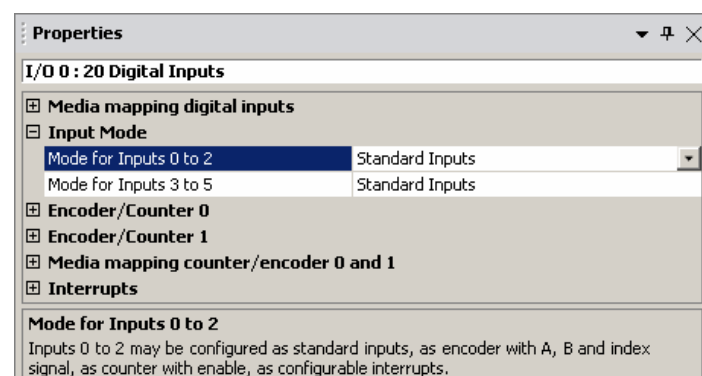 Properties
I/O 0 : 20 Digital Inputs
Media mapping digital inputs
Input Mode
Mode for Inputs 0 to 2 Standard Inputs
Mode for Inputs 3 to 5 Standard Inputs
Encoder/Counter 0
Encoder/Counter 1
Media mapping counter/encoder 0 and 1
Interrupts
Mode for Inputs 0 to 2
Inputs 0 to 2 may be configured as standard inputs, as encoder with A, B and index
signal, as counter with enable, as configurable interrupts.